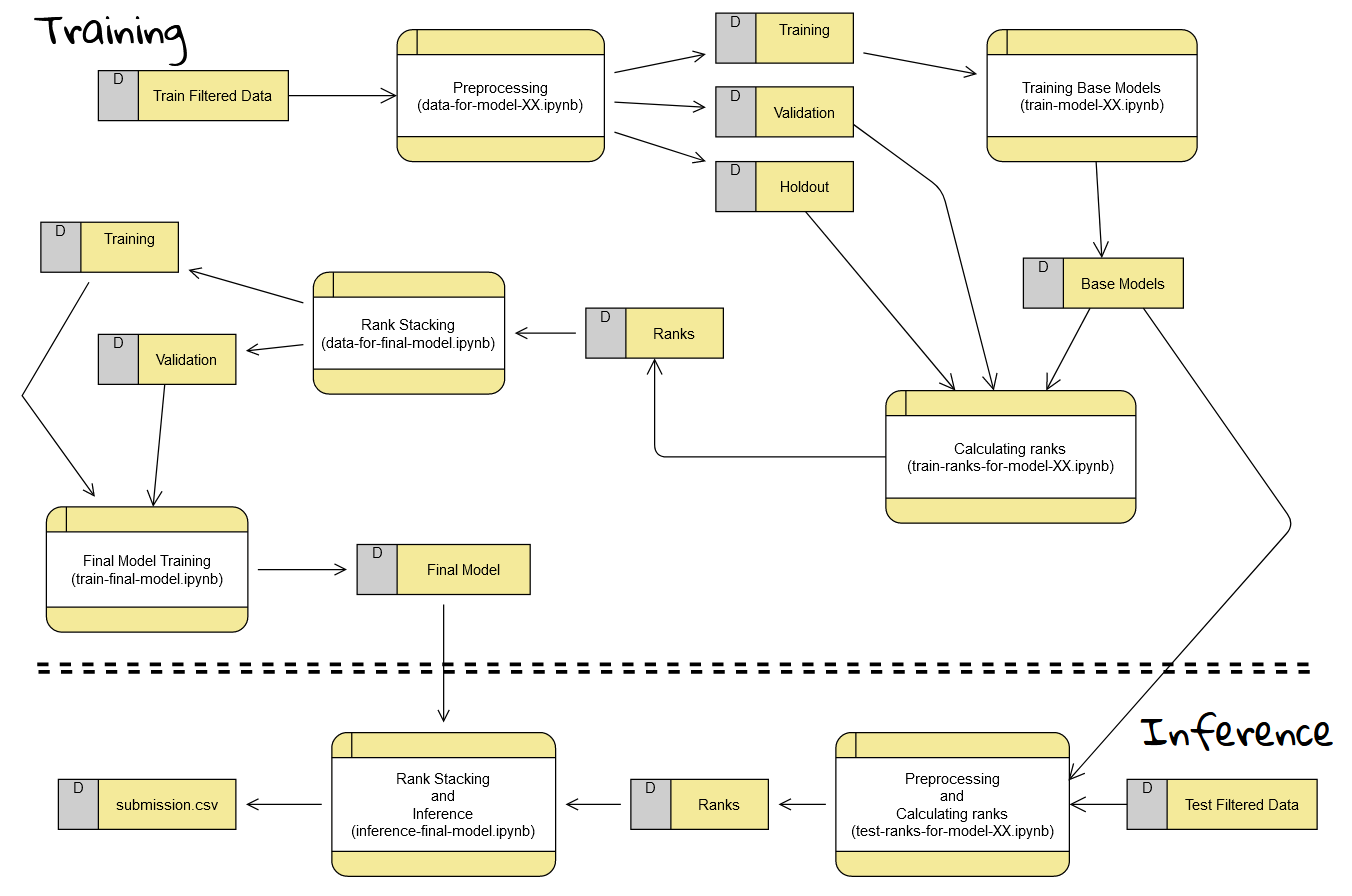 Training
D
Train Filtered Data
Preprocessing
(data-for-model-XX.ipynb)
D
Training
D
Validation
D
Holdout
Training Base Models
(train-model-XX.ipynb)
D
Training
D
Validation
Rank Stacking
(data-for-final-model.ipynb)
D
Ranks
D
Base Models
Calculating ranks
(train-ranks-for-model-XX.ipynb)
Final Model Training
(train-final-model.ipynb)
D
Final Model
Inference
D
submission.csv
Rank Stacking
and
Inference
(inference-final-model.ipynb)
D
Ranks
Preprocessing
and
Calculating ranks
(test-ranks-for-model-XX.ipynb)
D
Test Filtered Data